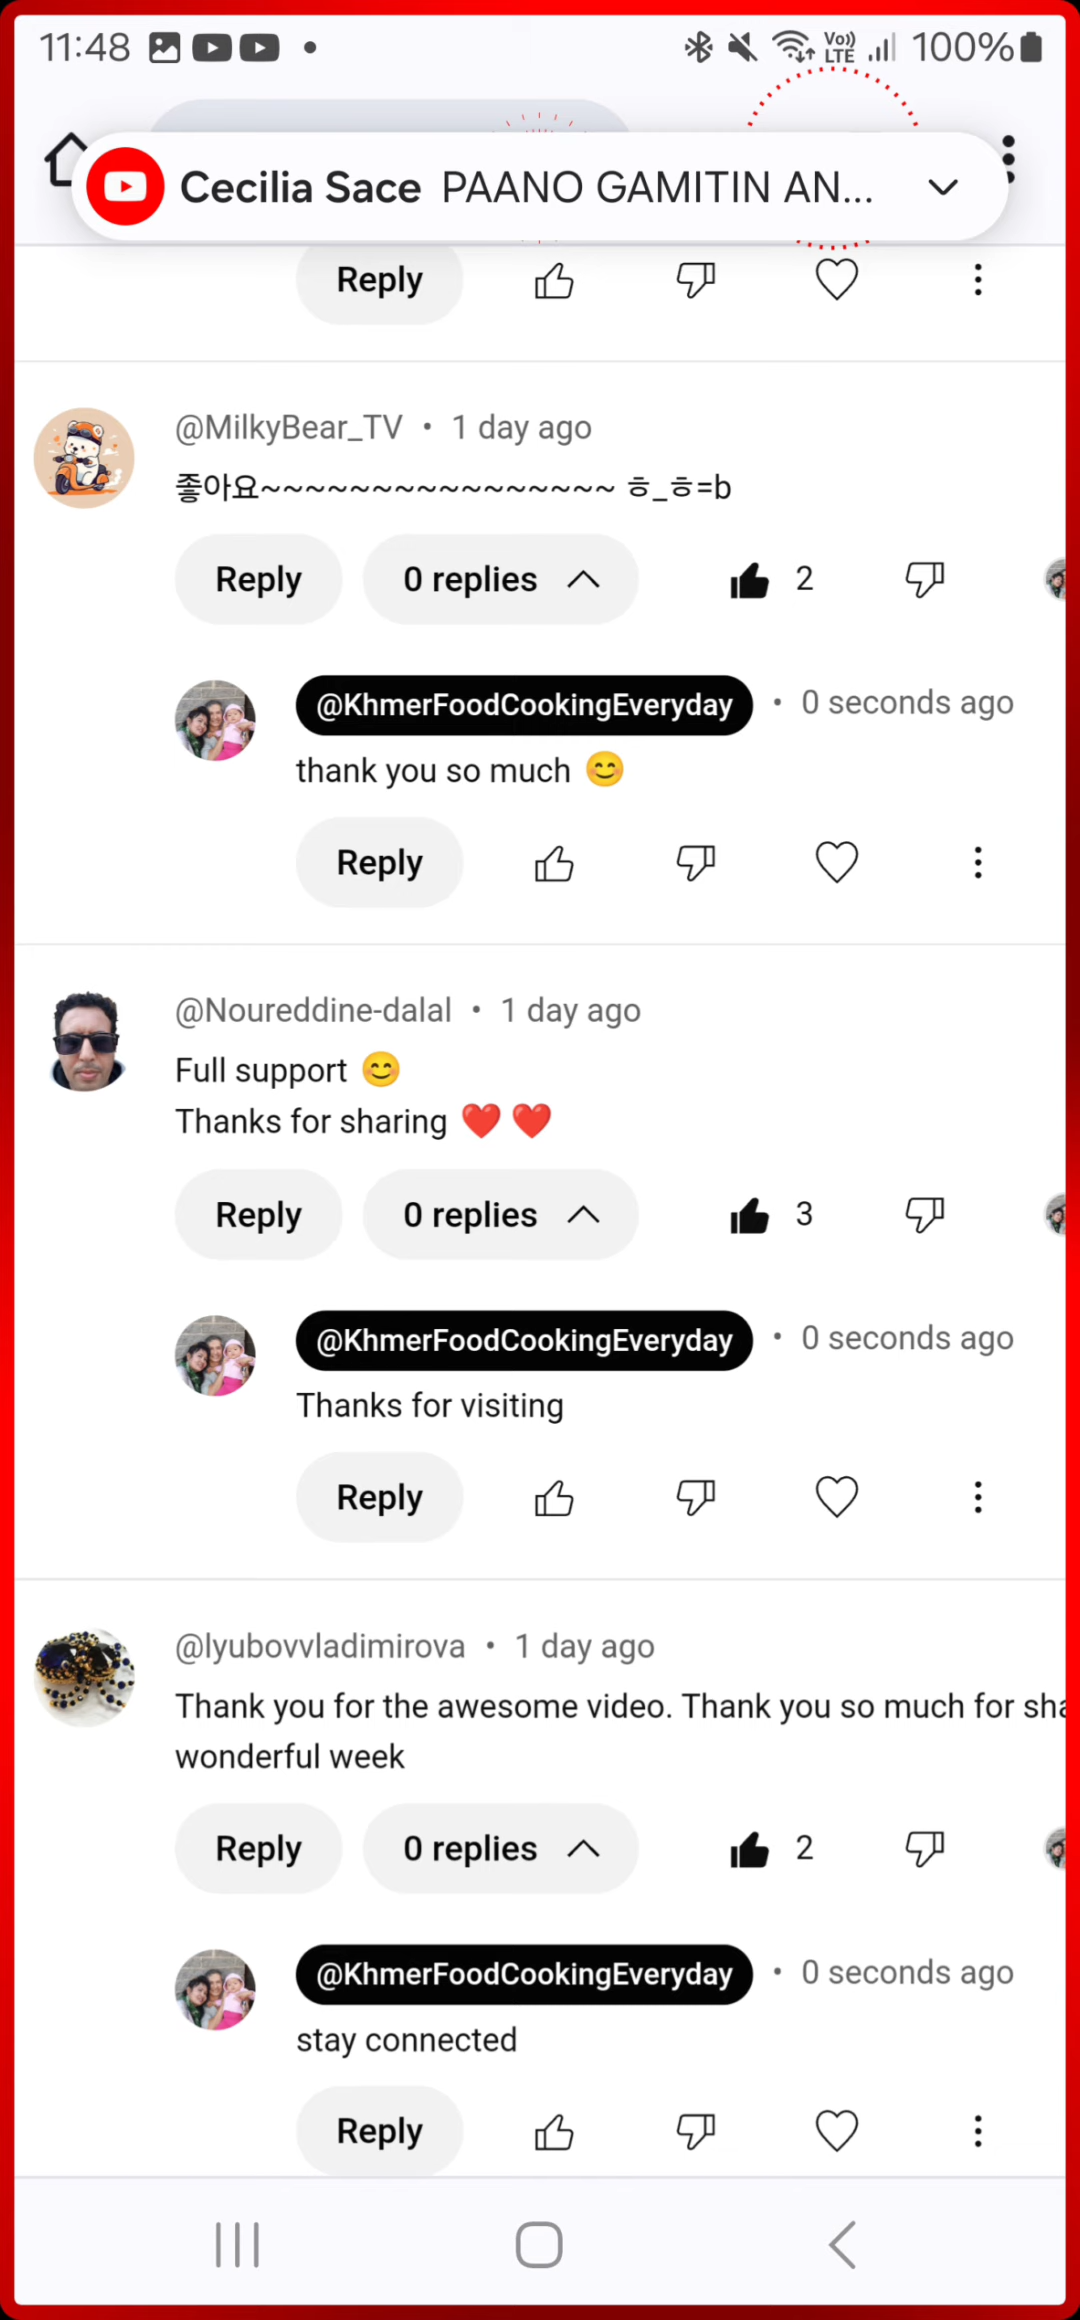 11:48 Vo)) LTE 100%
Cecilia Sace PAANO GAMITIN AN...
Reply
@MilkyBear_TV • 1 day ago
좋아요~~~~~~~~~~~~~~~~ ㅎ_ㅎ=b
Reply 0 replies 2
@KhmerFoodCookingEveryday • 0 seconds ago
thank you so much 😊
Reply
@Noureddine-dalal • 1 day ago
Full support 😊
Thanks for sharing ❤️ ❤️
Reply 0 replies 3
@KhmerFoodCookingEveryday • 0 seconds ago
Thanks for visiting
Reply
@lyubovvladimirova • 1 day ago
Thank you for the awesome video. Thank you so much for sha
wonderful week
Reply 0 replies 2
@KhmerFoodCookingEveryday • 0 seconds ago
stay connected
Reply